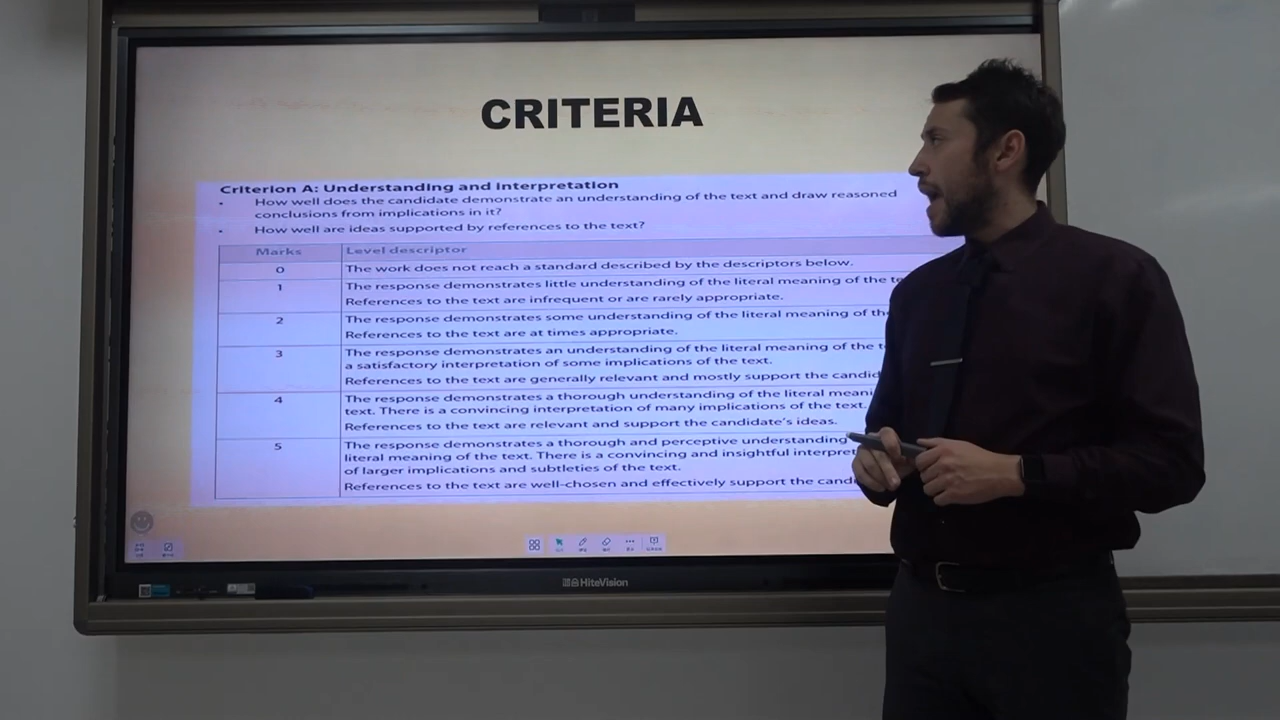 CRITERIA
Criterion A: Understanding and interpretation
• How well does the candidate demonstrate an understanding of the text and draw reasoned
conclusions from implications in it?
• How well are ideas supported by references to the text?
Marks Level descriptor
0 The work does not reach a standard described by the descriptors below.
1 The response demonstrates little understanding of the literal meaning of the
References to the text are infrequent or are rarely appropriate.
2 The response demonstrates some understanding of the literal meaning of the
References to the text are at times appropriate.
3 The response demonstrates an understanding of the literal meaning of the
a satisfactory interpretation of some implications of the text.
References to the text are generally relevant and mostly support the
4 The response demonstrates a thorough understanding of the literal
text. There is a convincing interpretation of many implications of the text.
References to the text are relevant and support the candidate's ideas.
5 The response demonstrates a thorough and perceptive understanding
literal meaning of the text. There is a convincing and insightful
of larger implications and subtleties of the text.
References to the text are well-chosen and effectively support the
HiteVision